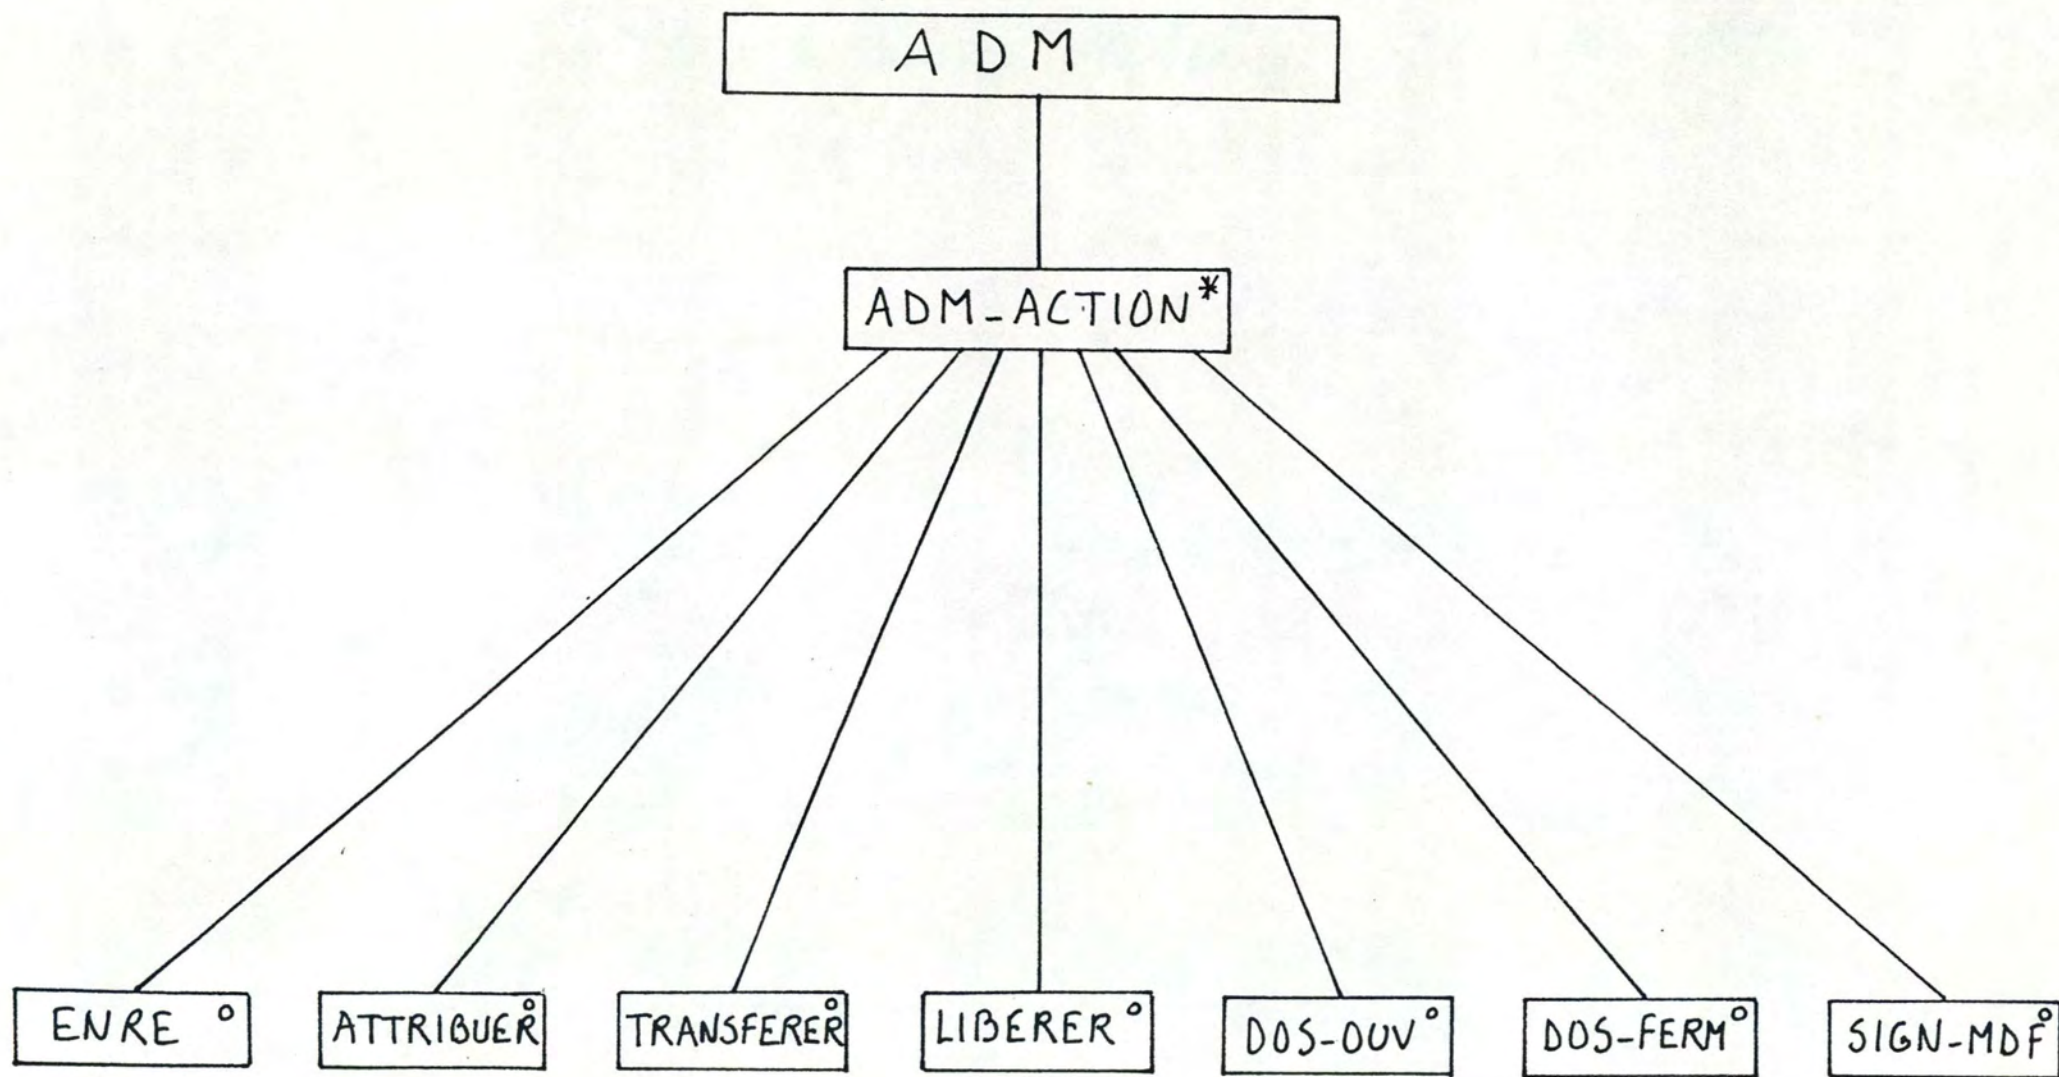 ADM
ADM_ACTION*
ENRE °
ATTRIBUER°
TRANSFERER°
LIBERER°
DOS-OUV°
DOS-FERM°
SIGN-MDF°